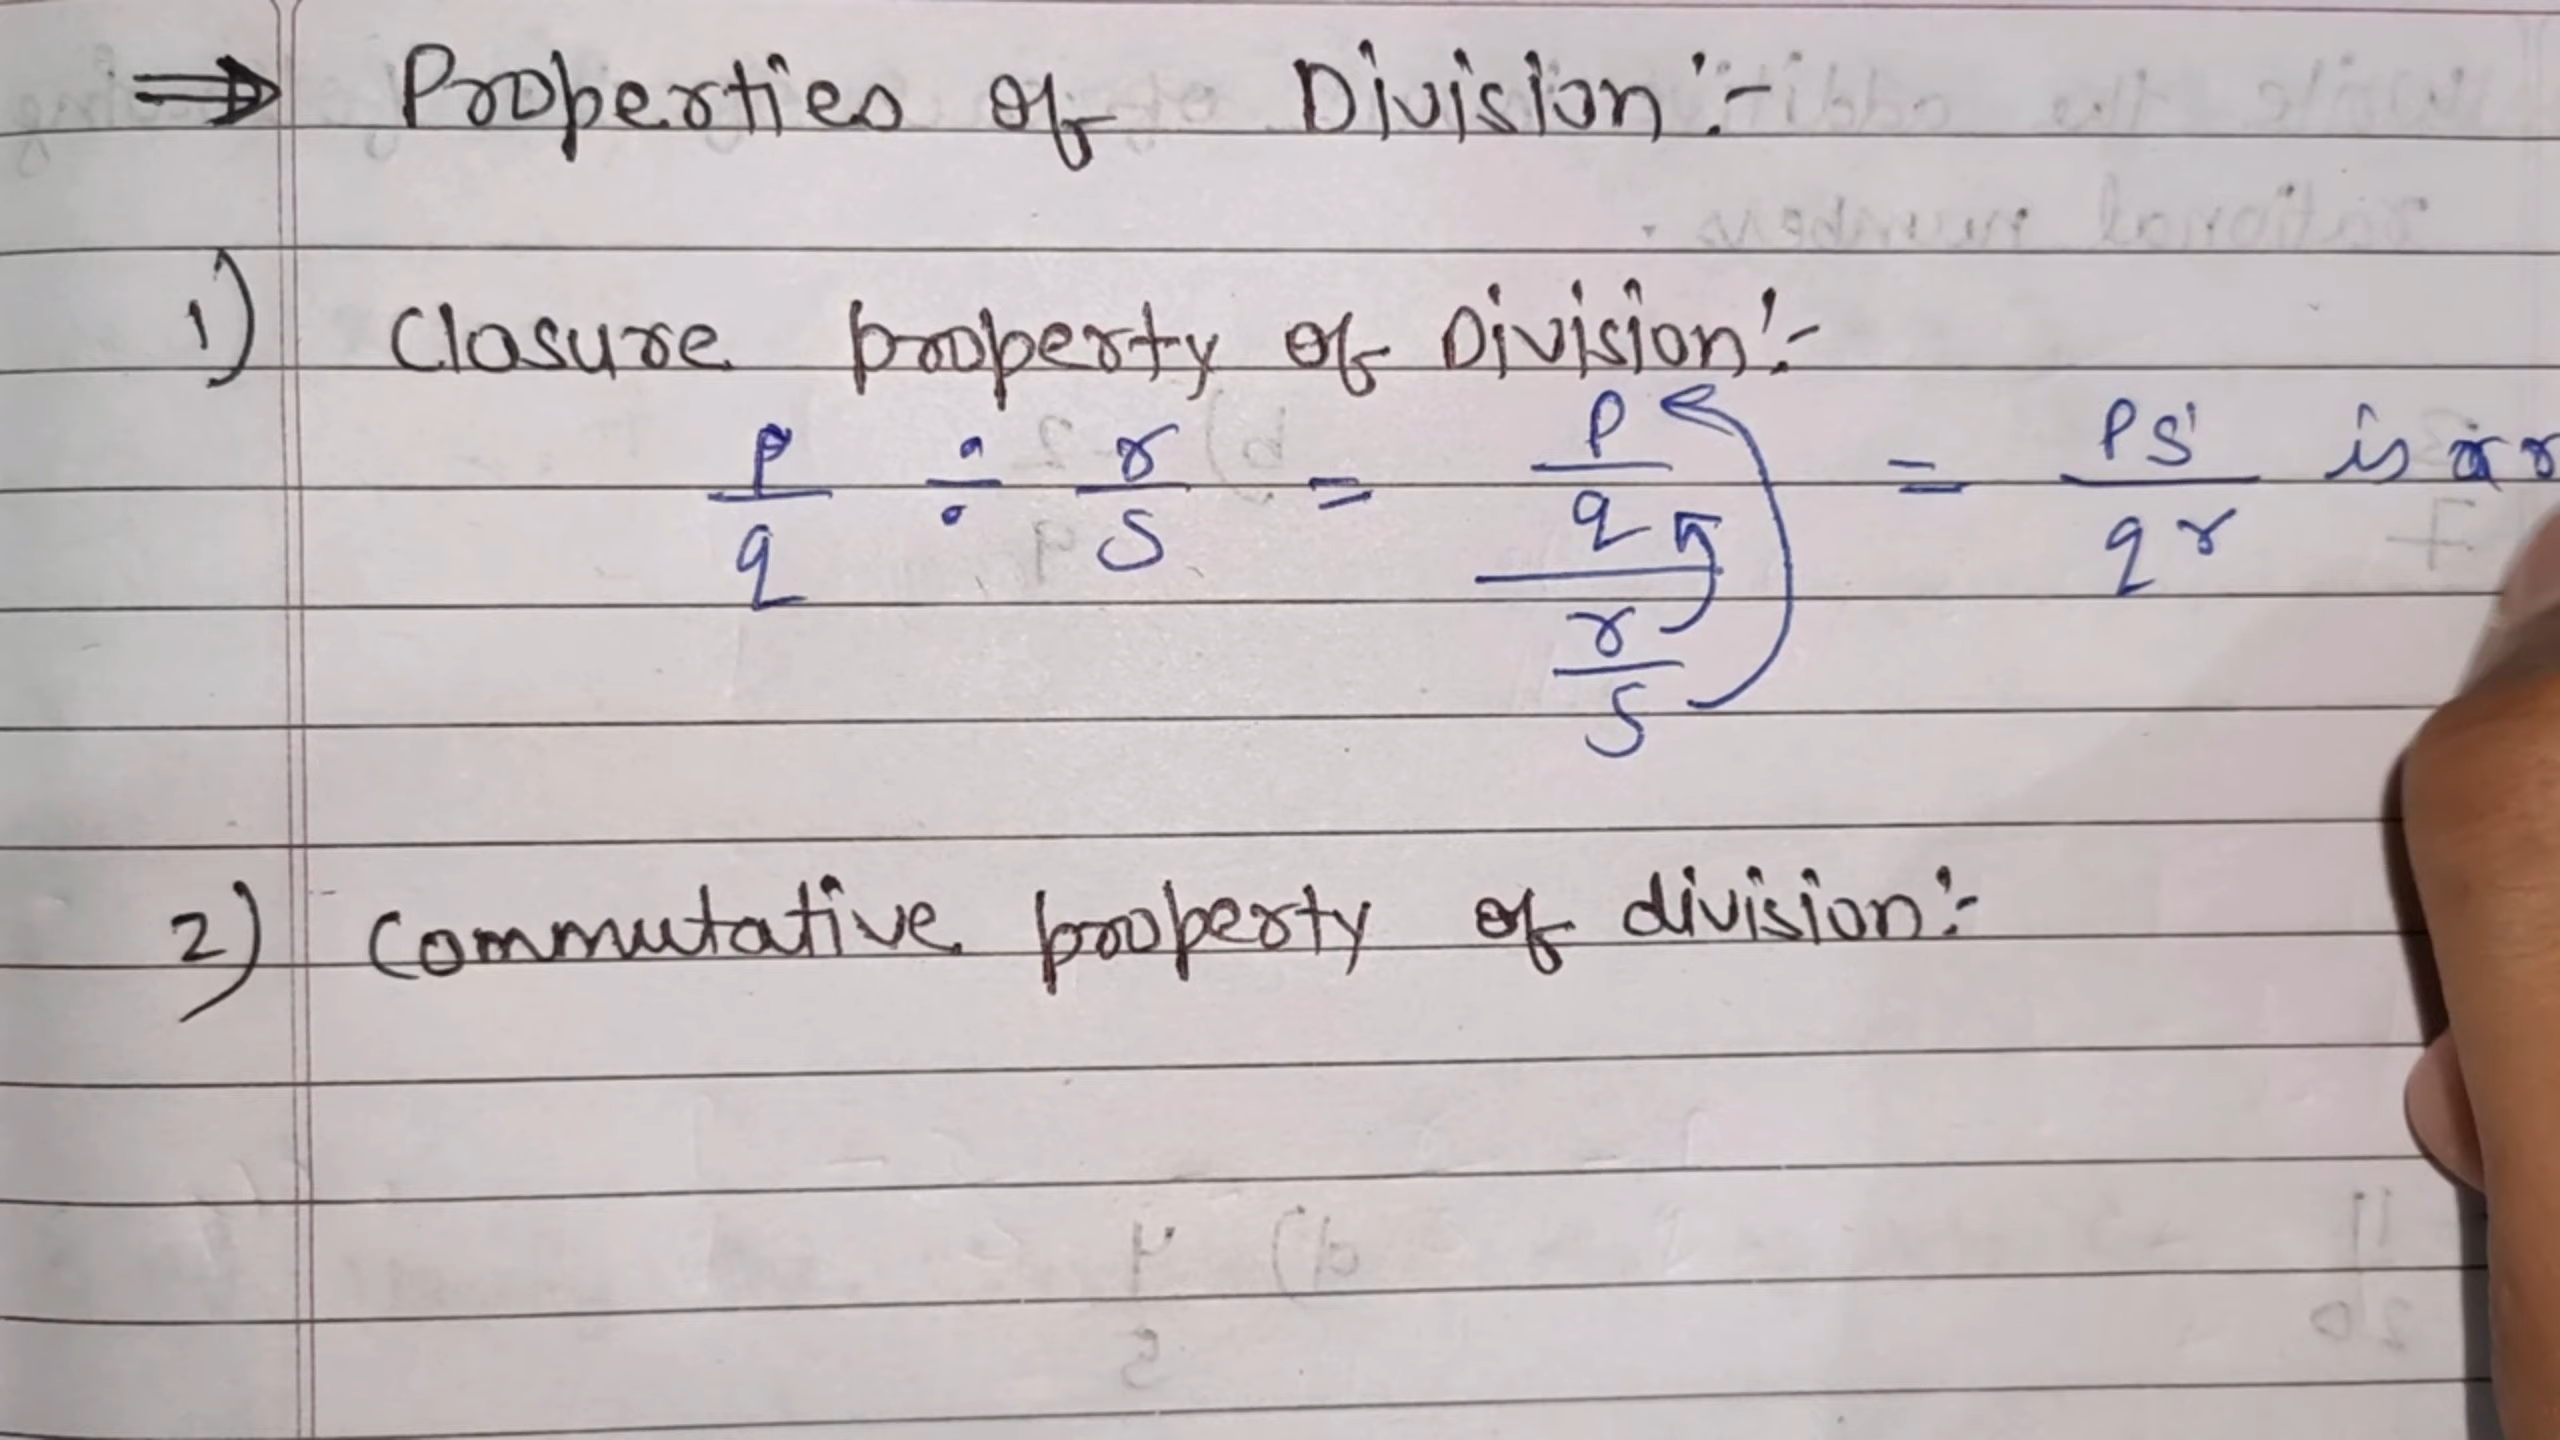 ⇒ Properties of Division :-
1) Closure property of Division :-
p/q ÷ r/s = (p/q)/(r/s) = ps/qr is
2) Commutative property of division :-